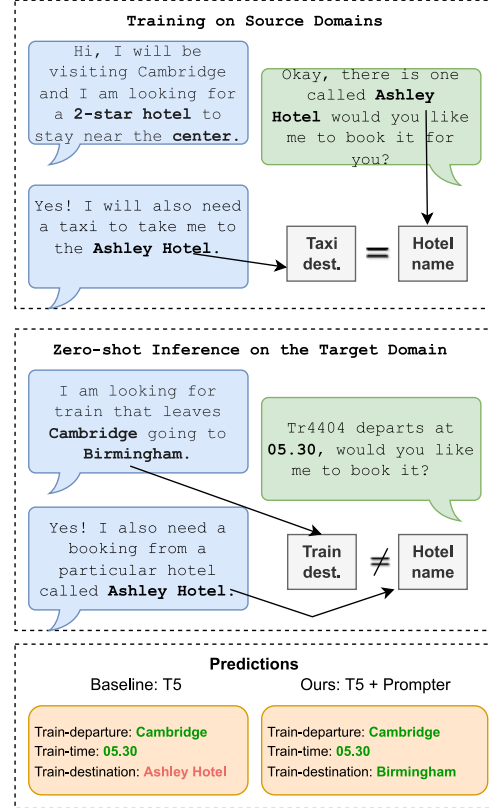 Training on Source Domains
Hi, I will be
visiting Cambridge
and I am looking for
a 2-star hotel to
stay near the center.
Okay, there is one
called Ashley
Hotel would you like
me to book it for
you?
Yes! I will also need
a taxi to take me to
the Ashley Hotel.
Taxi
dest.
=
Hotel
name
Zero-shot Inference on the Target Domain
I am looking for
train that leaves
Cambridge going to
Birmingham.
Tr4404 departs at
05.30, would you like
me to book it?
Yes! I also need a
booking from a
particular hotel
called Ashley Hotel.
Train
dest.
≠
Hotel
name
Predictions
Baseline: T5
Train-departure: Cambridge
Train-time: 05.30
Train-destination: Ashley Hotel
Ours: T5 + Prompter
Train-departure: Cambridge
Train-time: 05.30
Train-destination: Birmingham